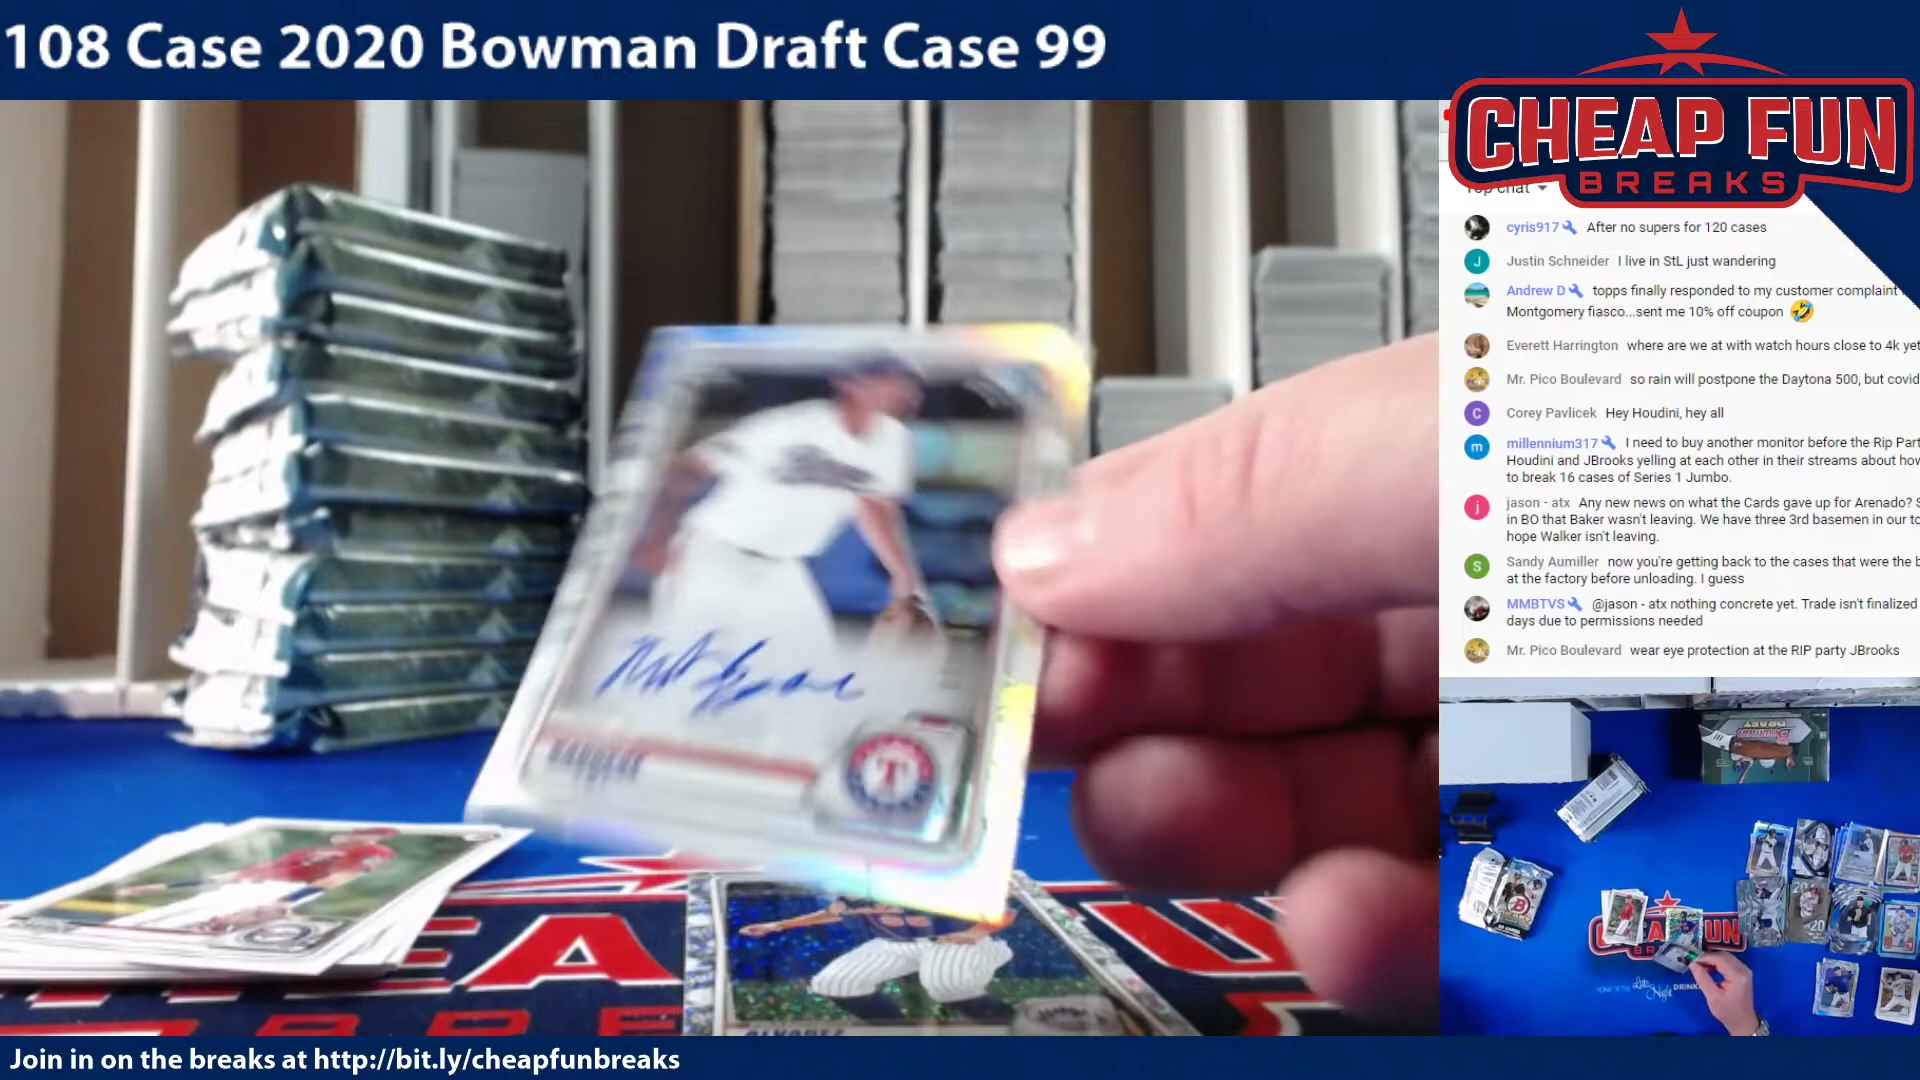 108 Case 2020 Bowman Draft Case 99
CHEAP FUN
BREAKS
Top chat
cyris917 After no supers for 120 cases
Justin Schneider I live in StL just wandering
Andrew D topps finally responded to my customer complaint
Montgomery fiasco...sent me 10% off coupon 🤣
Everett Harrington where are we at with watch hours close to 4k yet
Mr. Pico Boulevard so rain will postpone the Daytona 500, but covid
Corey Pavlicek Hey Houdini, hey all
millennium317 I need to buy another monitor before the Rip Part
Houdini and JBrooks yelling at each other in their streams about how
to break 16 cases of Series 1 Jumbo.
jason - atx Any new news on what the Cards gave up for Arenado? S
in BO that Baker wasn't leaving. We have three 3rd basemen in our to
hope Walker isn't leaving.
Sandy Aumiller now you're getting back to the cases that were the b
at the factory before unloading. I guess
MMBTVS @jason - atx nothing concrete yet. Trade isn't finalized
days due to permissions needed
Mr. Pico Boulevard wear eye protection at the RIP party JBrooks
T
ALVAREZ
Join in on the breaks at http://bit.ly/cheapfunbreaks